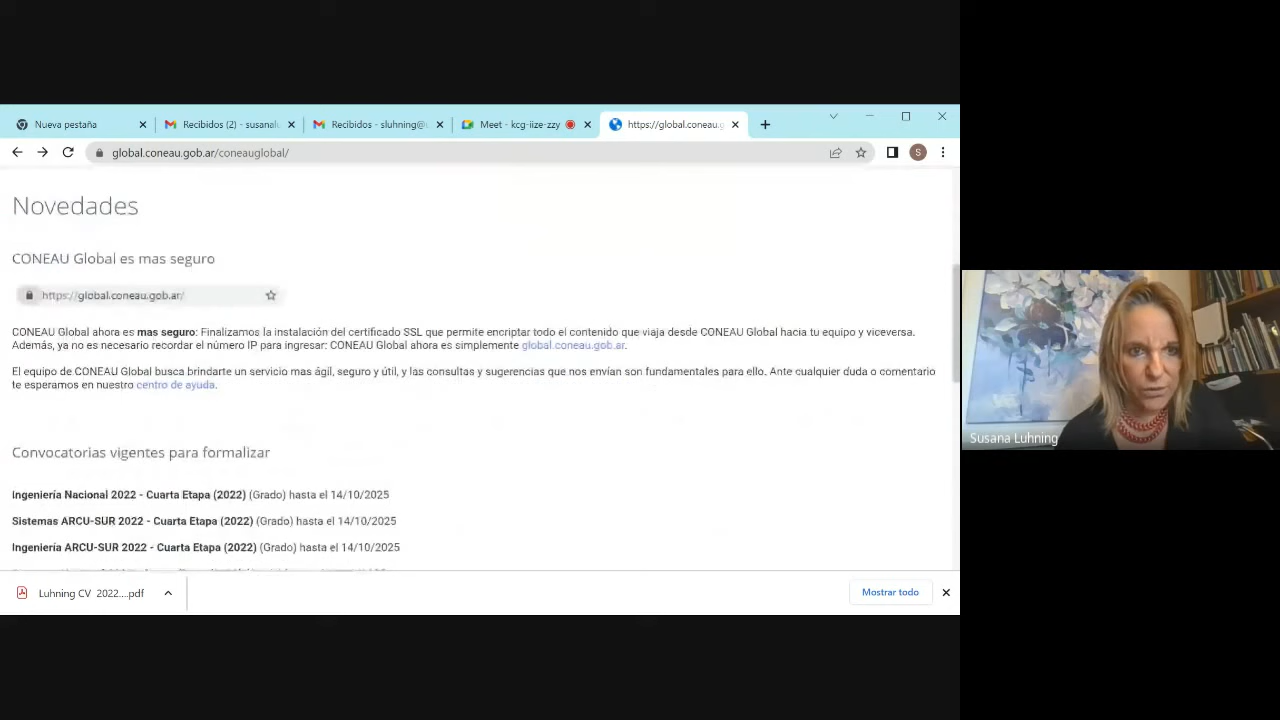 Nueva pestaña
Recibidos (2) - susanalu
Recibidos - sluhning@u
Meet - kcg-iize-zzy
https://global.coneau.g
global.coneau.gob.ar/coneauglobal/
S
Novedades
CONEAU Global es mas seguro
https://global.coneau.gob.ar/
CONEAU Global ahora es mas seguro: Finalizamos la instalación del certificado SSL que permite encriptar todo el contenido que viaja desde CONEAU Global hacia tu equipo y viceversa.
Además, ya no es necesario recordar el número IP para ingresar: CONEAU Global ahora es simplemente global.coneau.gob.ar.
El equipo de CONEAU Global busca brindarte un servicio mas ágil, seguro y útil, y las consultas y sugerencias que nos envían son fundamentales para ello. Ante cualquier duda o comentario
te esperamos en nuestro centro de ayuda.
Convocatorias vigentes para formalizar
Ingeniería Nacional 2022 - Cuarta Etapa (2022) (Grado) hasta el 14/10/2025
Sistemas ARCU-SUR 2022 - Cuarta Etapa (2022) (Grado) hasta el 14/10/2025
Ingeniería ARCU-SUR 2022 - Cuarta Etapa (2022) (Grado) hasta el 14/10/2025
Luhning CV 2022....pdf
Mostrar todo
Susana Luhning